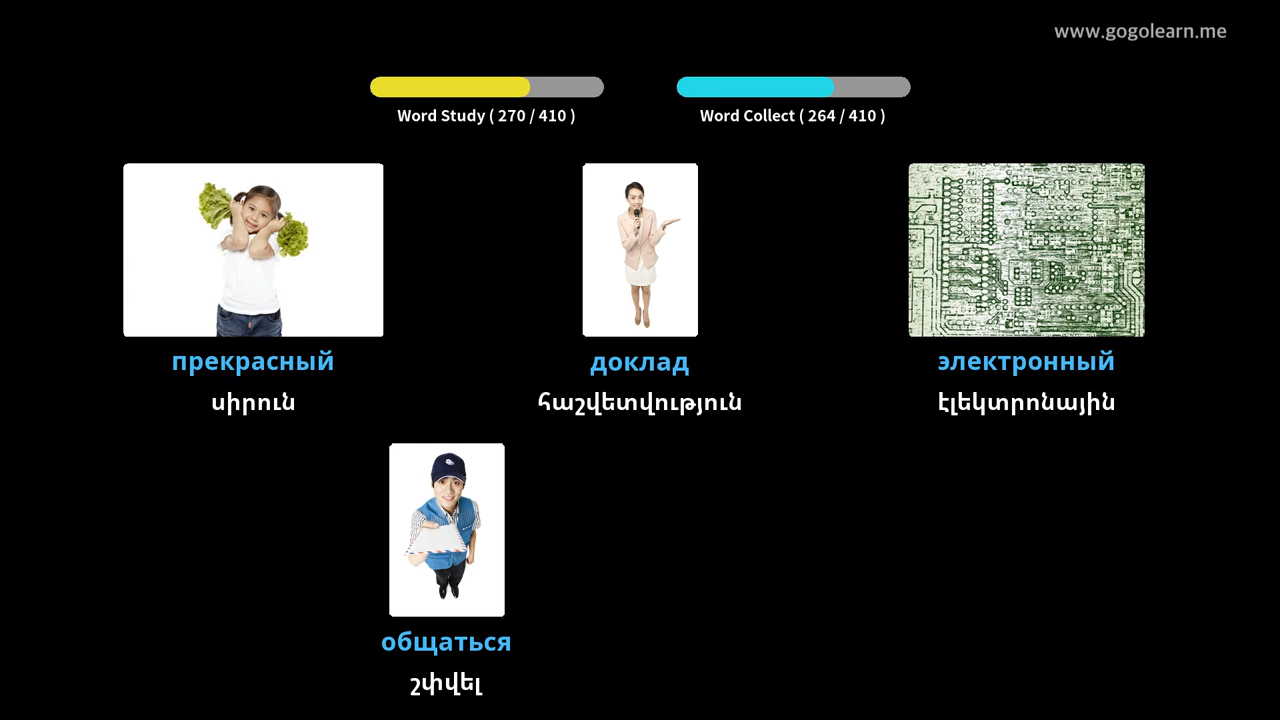 www.gogolearn.me
Word Study ( 270 / 410 )
Word Collect ( 264 / 410 )
прекрасный
доклад
электронный
սիրուն
հաշվետվություն
էլեկտրոնային
общаться
շփվել